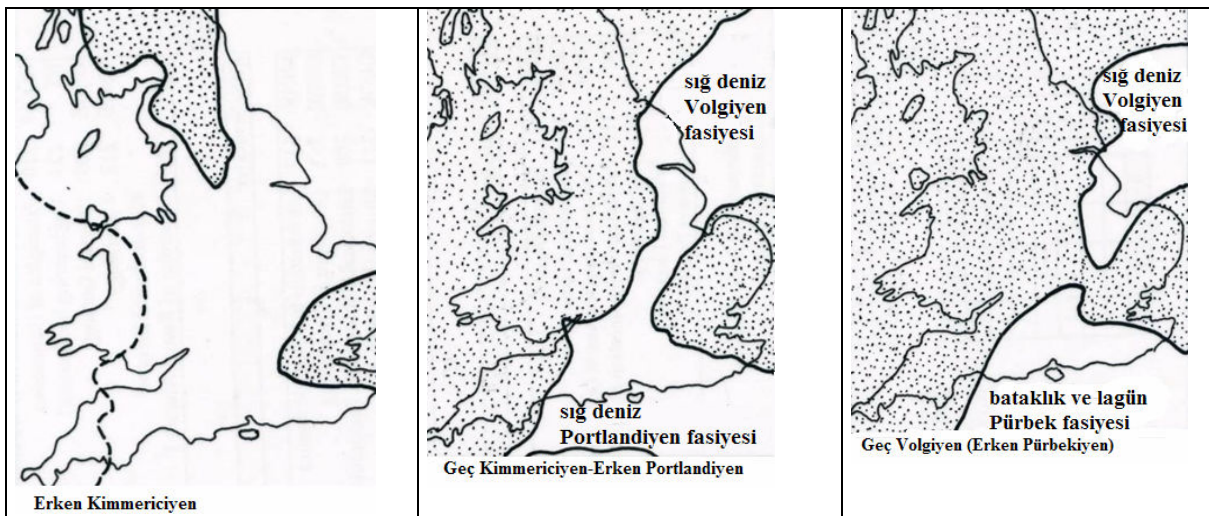 Erken Kimmericiyen
sığ deniz
Volgiyen
fasiyesi
sığ deniz
Portlandiyen fasiyesi
Geç Kimmericiyen-Erken Portlandiyen
sığ deniz
Volgiyen
fasiyesi
bataklık ve lagün
Pürbek fasiyesi
Geç Volgiyen (Erken Pürbekiyen)